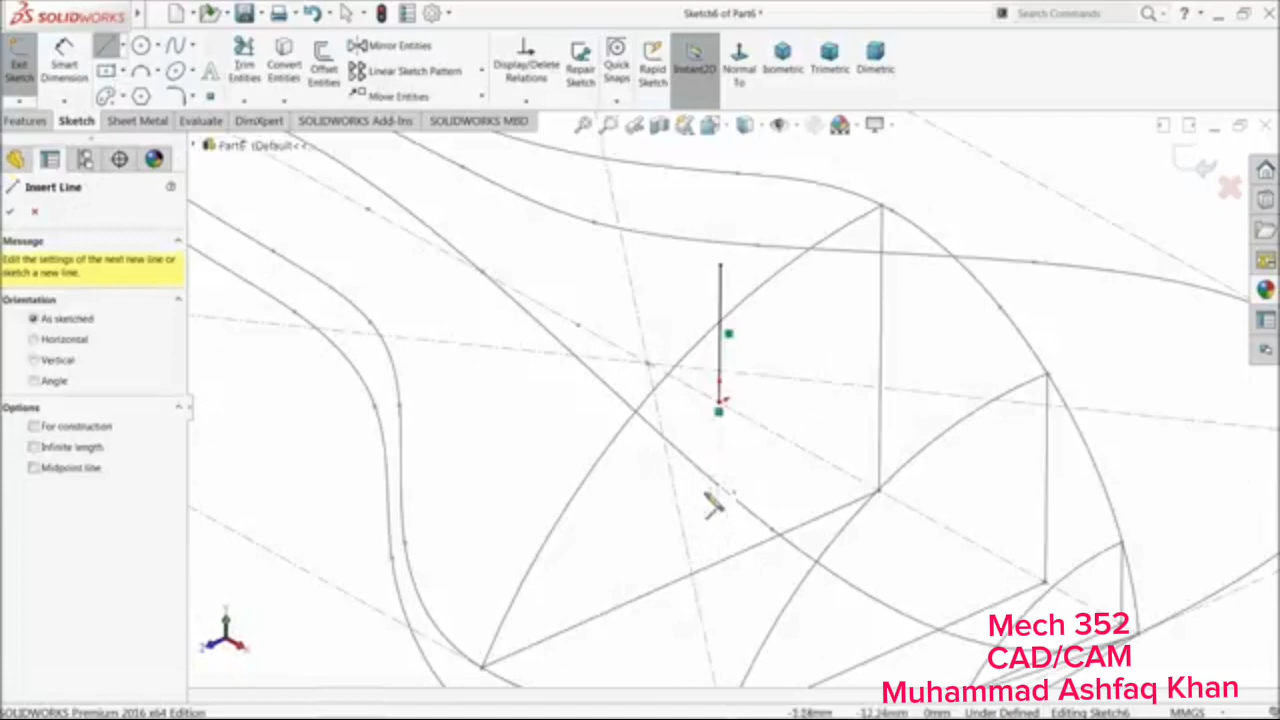 SOLIDWORKS
Sketch6 of Part6 *
Search Commands
Exit Sketch
Smart Dimension
Trim Entities
Convert Entities
Offset Entities
Mirror Entities
Linear Sketch Pattern
Move Entities
Display/Delete Relations
Repair Sketch
Quick Snaps
Rapid Sketch
Instant2D
Normal To
Isometric
Trimetric
Dimetric
Features
Sketch
Sheet Metal
Evaluate
DimXpert
SOLIDWORKS Add-Ins
SOLIDWORKS MBD
Part6 (Default<<...
Insert Line
Message
Edit the settings of the next new line or
sketch a new line.
Orientation
As sketched
Horizontal
Vertical
Angle
Options
For construction
Infinite length
Midpoint line
Mech 352
CAD/CAM
Muhammad Ashfaq Khan
SOLIDWORKS Premium 2016 x64 Edition
0mm
Under Defined
Editing Sketch6
MMGS